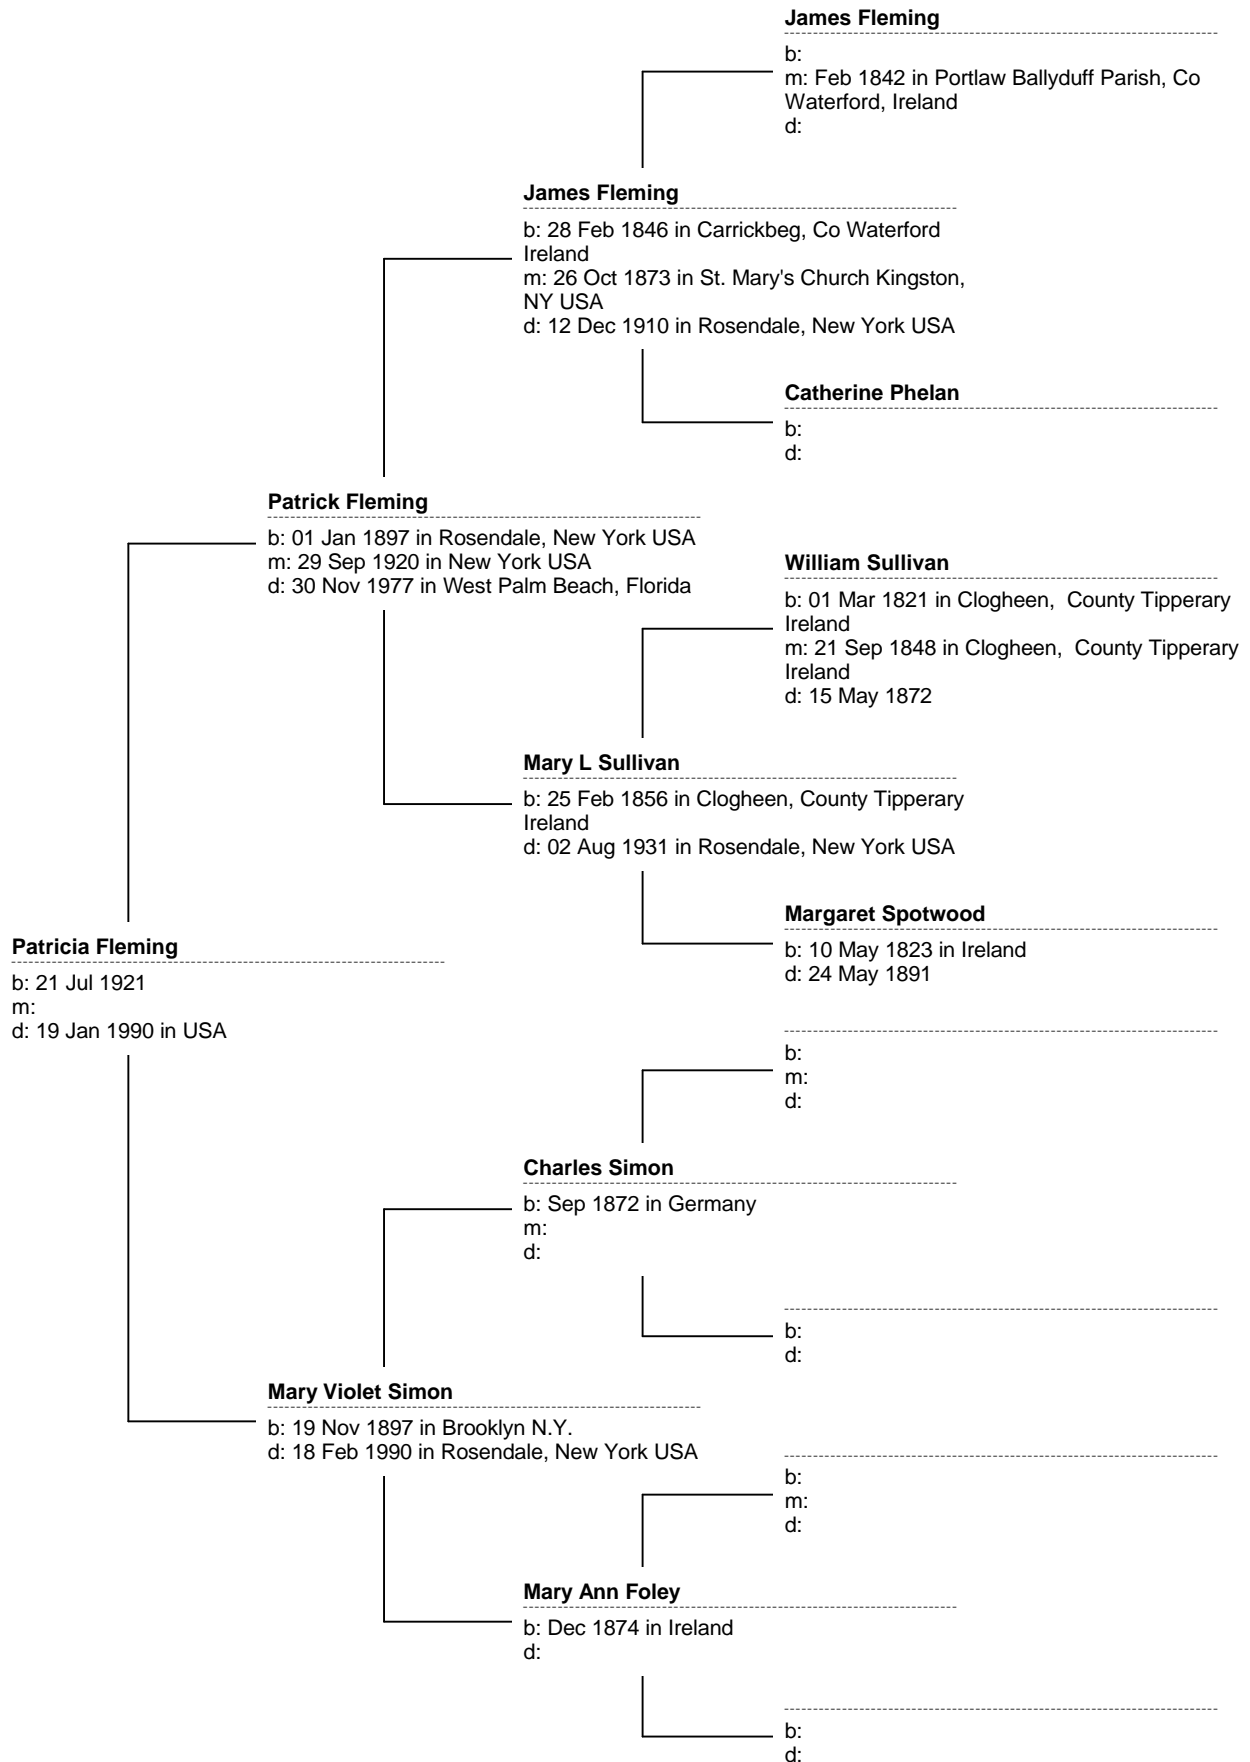 James Fleming
b:
m: Feb 1842 in Portlaw Ballyduff Parish, Co
Waterford, Ireland
d:
James Fleming
b: 28 Feb 1846 in Carrickbeg, Co Waterford
Ireland
m: 26 Oct 1873 in St. Mary's Church Kingston,
NY USA
d: 12 Dec 1910 in Rosendale, New York USA
Catherine Phelan
b:
d:
Patrick Fleming
b: 01 Jan 1897 in Rosendale, New York USA
m: 29 Sep 1920 in New York USA
d: 30 Nov 1977 in West Palm Beach, Florida
William Sullivan
b: 01 Mar 1821 in Clogheen,  County Tipperary
Ireland
m: 21 Sep 1848 in Clogheen,  County Tipperary
Ireland
d: 15 May 1872
Mary L Sullivan
b: 25 Feb 1856 in Clogheen, County Tipperary
Ireland
d: 02 Aug 1931 in Rosendale, New York USA
Margaret Spotwood
b: 10 May 1823 in Ireland
d: 24 May 1891
Patricia Fleming
b: 21 Jul 1921
m:
d: 19 Jan 1990 in USA
b:
m:
d:
Charles Simon
b: Sep 1872 in Germany
m:
d:
b:
d:
Mary Violet Simon
b: 19 Nov 1897 in Brooklyn N.Y.
d: 18 Feb 1990 in Rosendale, New York USA
b:
m:
d:
Mary Ann Foley
b: Dec 1874 in Ireland
d:
b:
d: